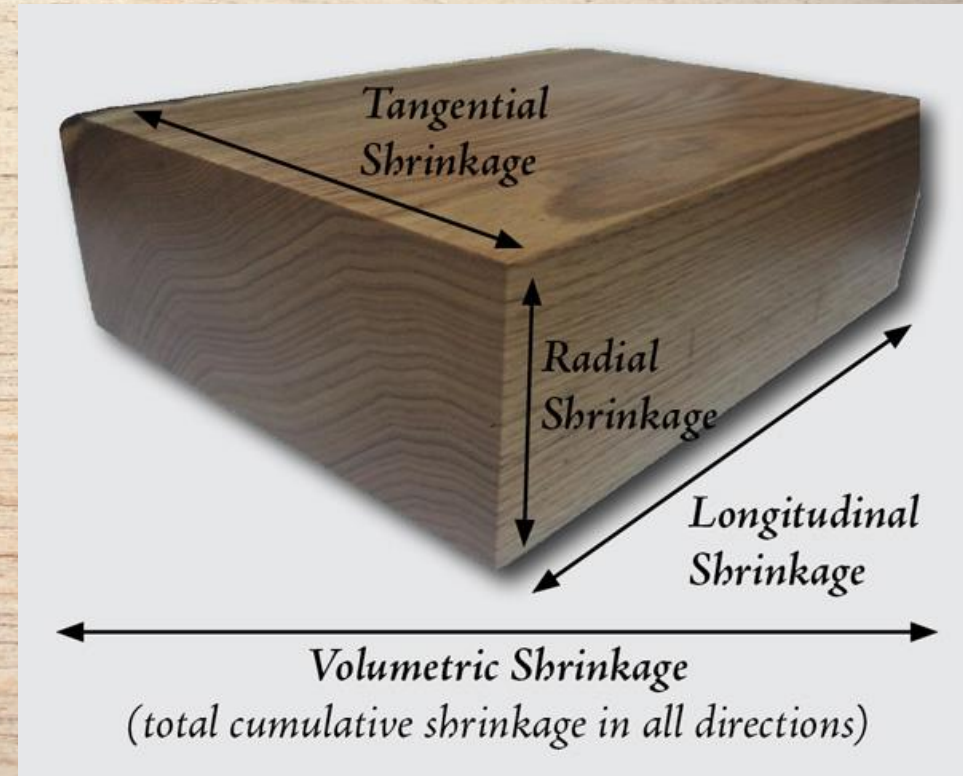 Tangential
Shrinkage
Radial
Shrinkage
Longitudinal
Shrinkage
Volumetric Shrinkage
(total cumulative shrinkage in all directions)